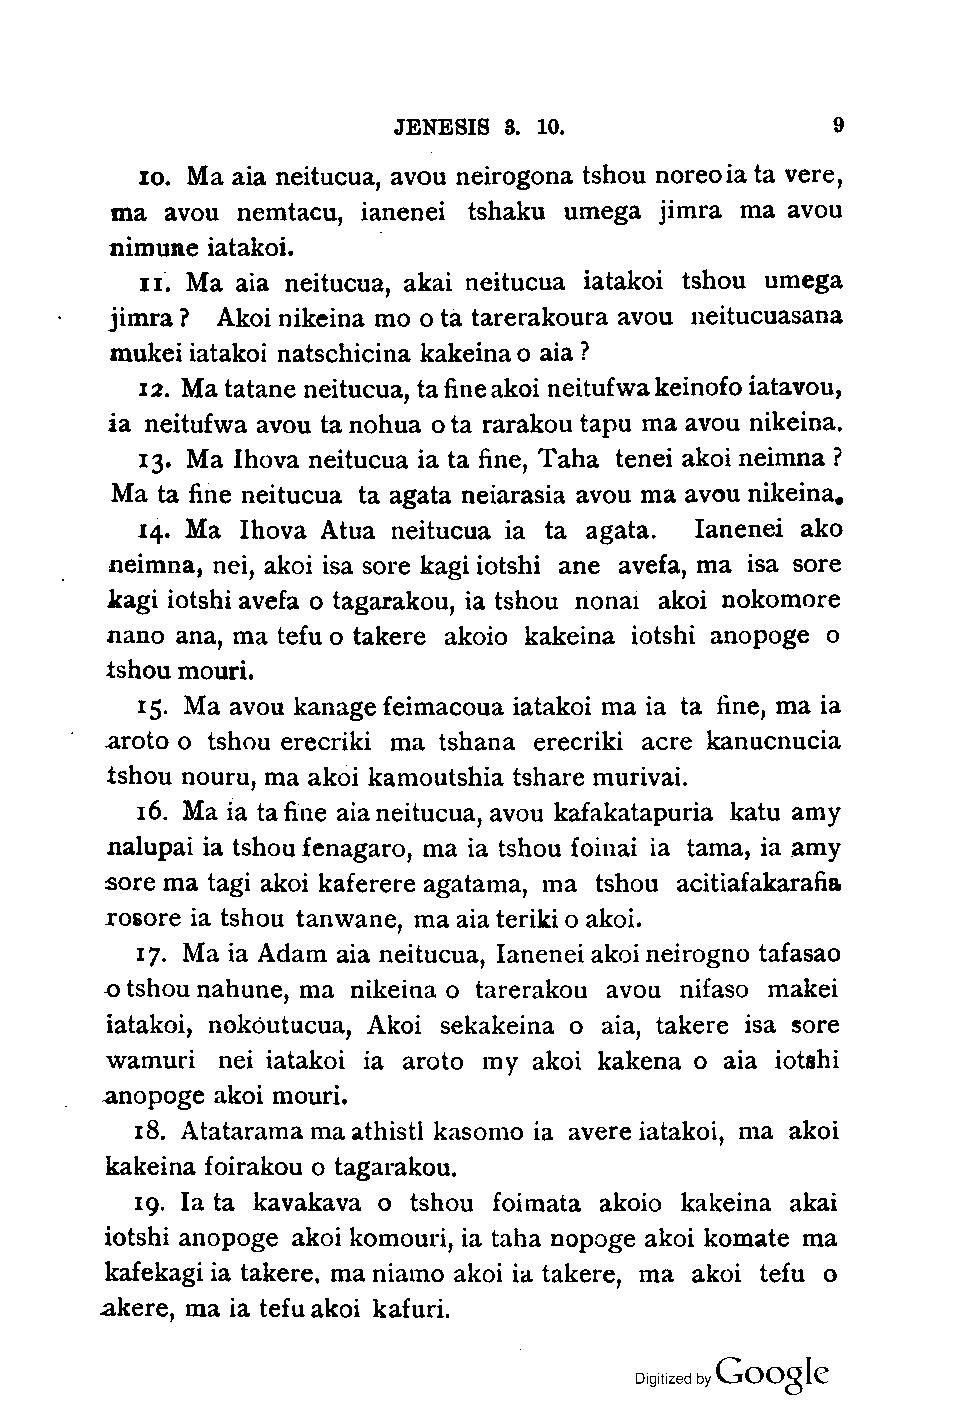 JENESIS 3. 10. 9
10. Ma aia neitucua, avou neirogona tshou noreoia ta vere,
ma avou nemtacu, ianenei tshaku umega jimra ma avou
nimune iatakoi.
11. Ma aia neitucua, akai neitucua iatakoi tshou umega
jimra? Akoi nikeina mo o ta tarerakoura avou neitucuasana
mukei iatakoi natschicina kakeina o aia?
12. Ma tatane neitucua, ta fine akoi neitufwa keinofo iatavou,
ia neitufwa avou ta nohua o ta rarakou tapu ma avou nikeina.
13. Ma Ihova neitucua ia ta fine, Taha tenei akoi neimna?
Ma ta fine neitucua ta agata neiarasia avou ma avou nikeina.
14. Ma Ihova Atua neitucua ia ta agata. Ianenei ako
neimna, nei, akoi isa sore kagi iotshi ane avefa, ma isa sore
kagi iotshi avefa o tagarakou, ia tshou nonai akoi nokomore
nano ana, ma tefu o takere akoio kakeina iotshi anopoge o
tshou mouri.
15. Ma avou kanage feimacoua iatakoi ma ia ta fine, ma ia
aroto o tshou erecriki ma tshana erecriki acre kanucnucia
tshou nouru, ma akoi kamoutshia tshare murivai.
16. Ma ia ta fine aia neitucua, avou kafakatapuria katu amy
nalupai ia tshou fenagaro, ma ia tshou foinai ia tama, ia amy
sore ma tagi akoi kaferere agatama, ma tshou acitiafakarafia
rosore ia tshou tanwane, ma aia teriki o akoi.
17. Ma ia Adam aia neitucua, Ianenei akoi neirogno tafasao
o tshou nahune, ma nikeina o tarerakou avou nifaso makei
iatakoi, nokoutucua, Akoi sekakeina o aia, takere isa sore
wamuri nei iatakoi ia aroto my akoi kakena o aia iotshi
anopoge akoi mouri.
18. Atatarama ma athistl kasomo ia avere iatakoi, ma akoi
kakeina foirakou o tagarakou.
19. Ia ta kavakava o tshou foimata akoio kakeina akai
iotshi anopoge akoi komouri, ia taha nopoge akoi komate ma
kafekagi ia takere, ma niamo akoi ia takere, ma akoi tefu o
akere, ma ia tefu akoi kafuri.
Digitized by Google